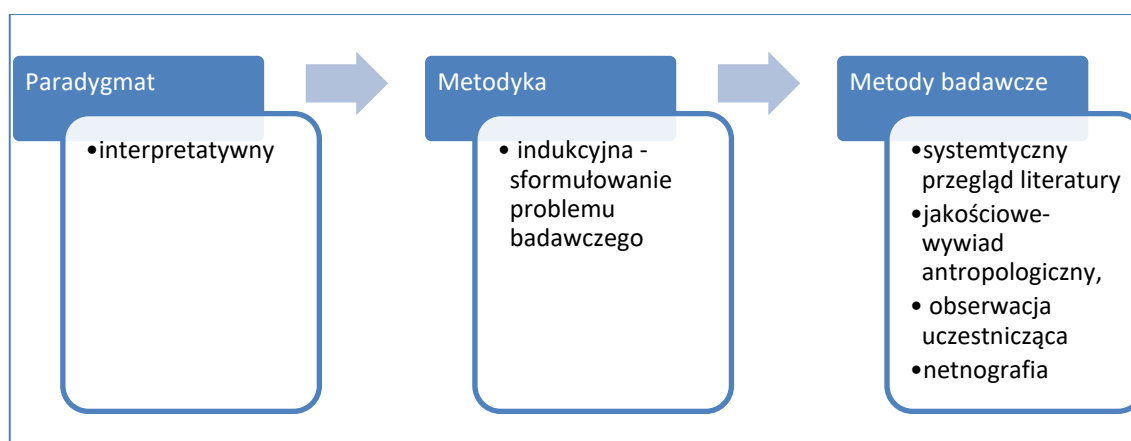 Paradygmat
•interpretatywny
Metodyka
• indukcyjna -
sformułowanie
problemu
badawczego
Metody badawcze
•systemtyczny
przegląd literatury
•jakościowe-
wywiad
antropologiczny,
• obserwacja
uczestnicząca
•netnografia